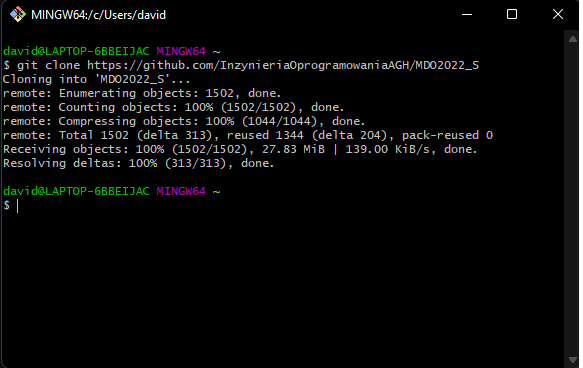 MINGW64:/c/Users/david
david@LAPTOP-6BBEIJAC MINGW64 ~
$ git clone https://github.com/InzynieriaOprogramowaniaAGH/MDO2022_S
Cloning into 'MDO2022_S'...
remote: Enumerating objects: 1502, done.
remote: Counting objects: 100% (1502/1502), done.
remote: Compressing objects: 100% (1044/1044), done.
remote: Total 1502 (delta 313), reused 1344 (delta 204), pack-reused 0
Receiving objects: 100% (1502/1502), 27.83 MiB | 139.00 KiB/s, done.
Resolving deltas: 100% (313/313), done.
david@LAPTOP-6BBEIJAC MINGW64 ~
$